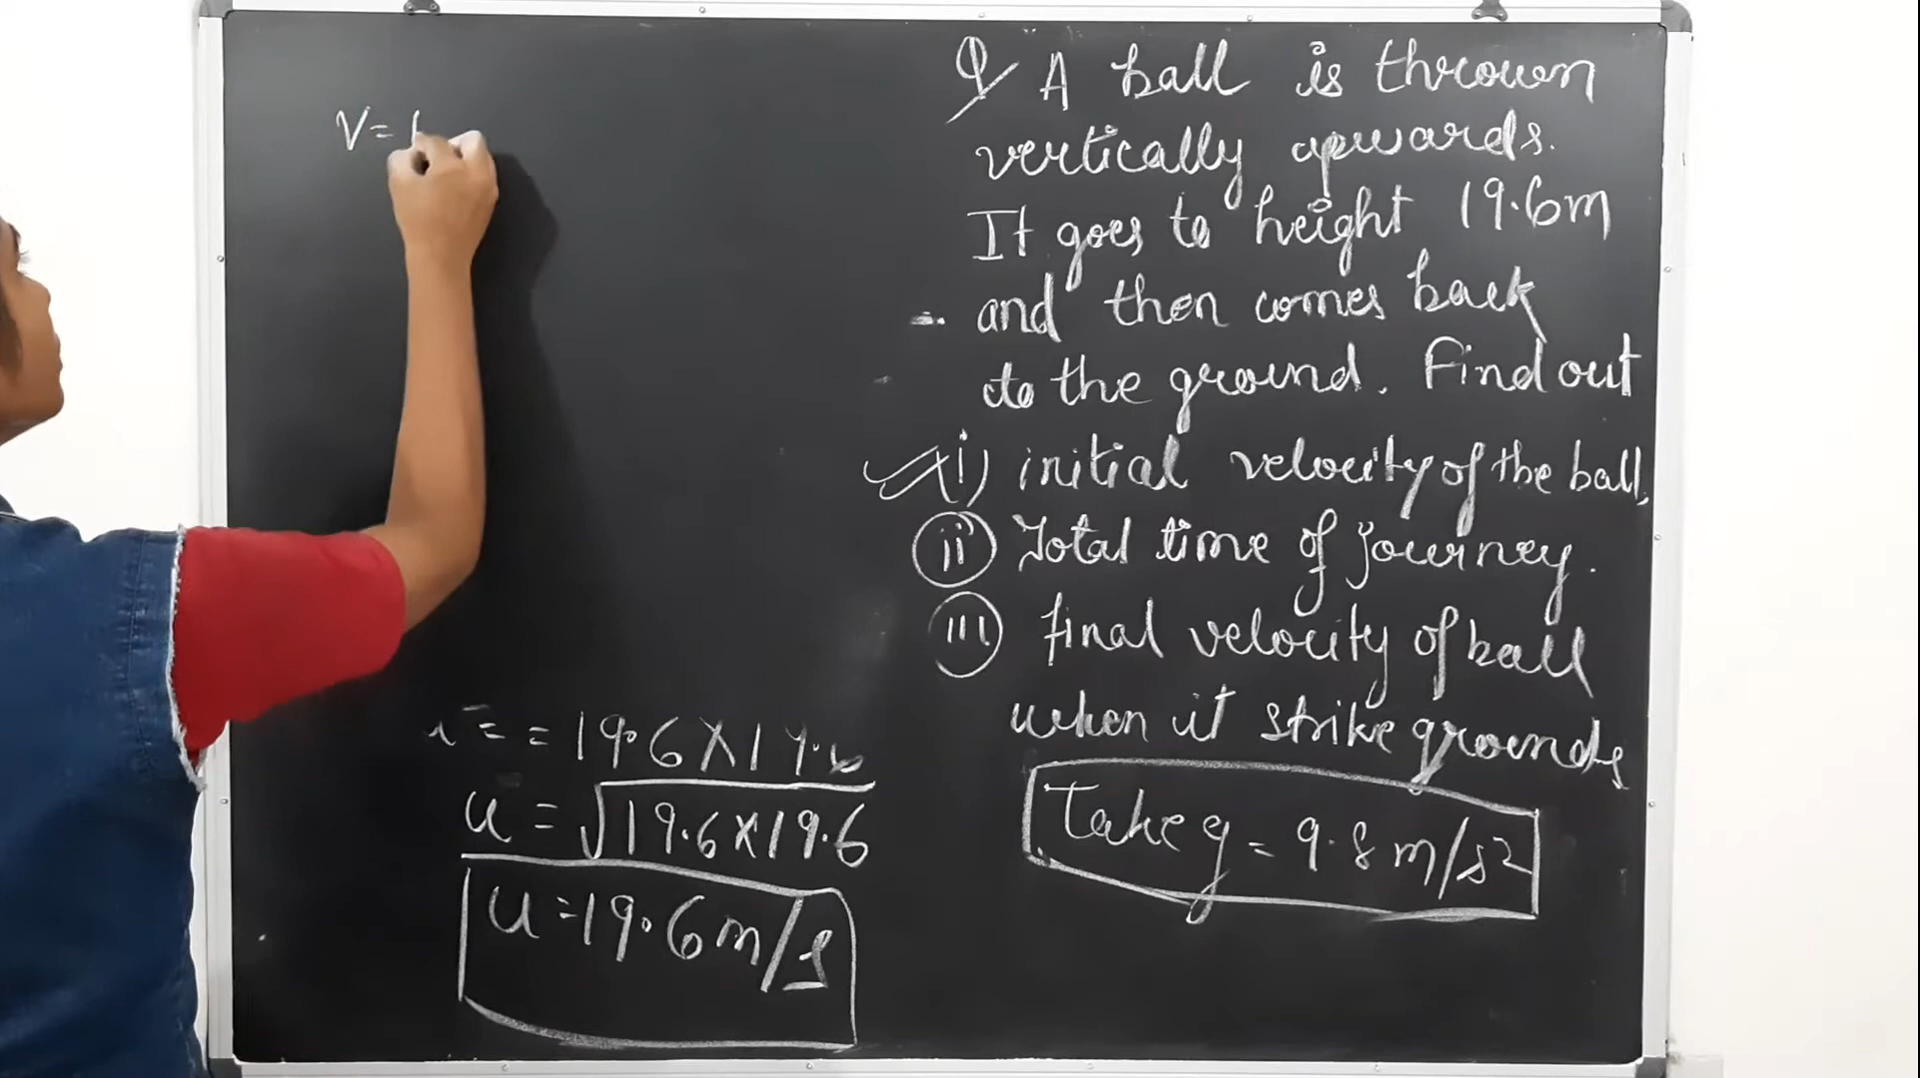 V =
Q A ball is thrown
vertically upwards.
It goes to height 19.6m
and then comes back
to the ground. Find out
(i) initial velocity of the ball.
(ii) Total time of journey.
(iii) final velocity of ball
when it strike grounds
Take g = 9.8 m/s²
= 19.6 X 19.6
u = √19.6 X 19.6
u = 19.6 m/s